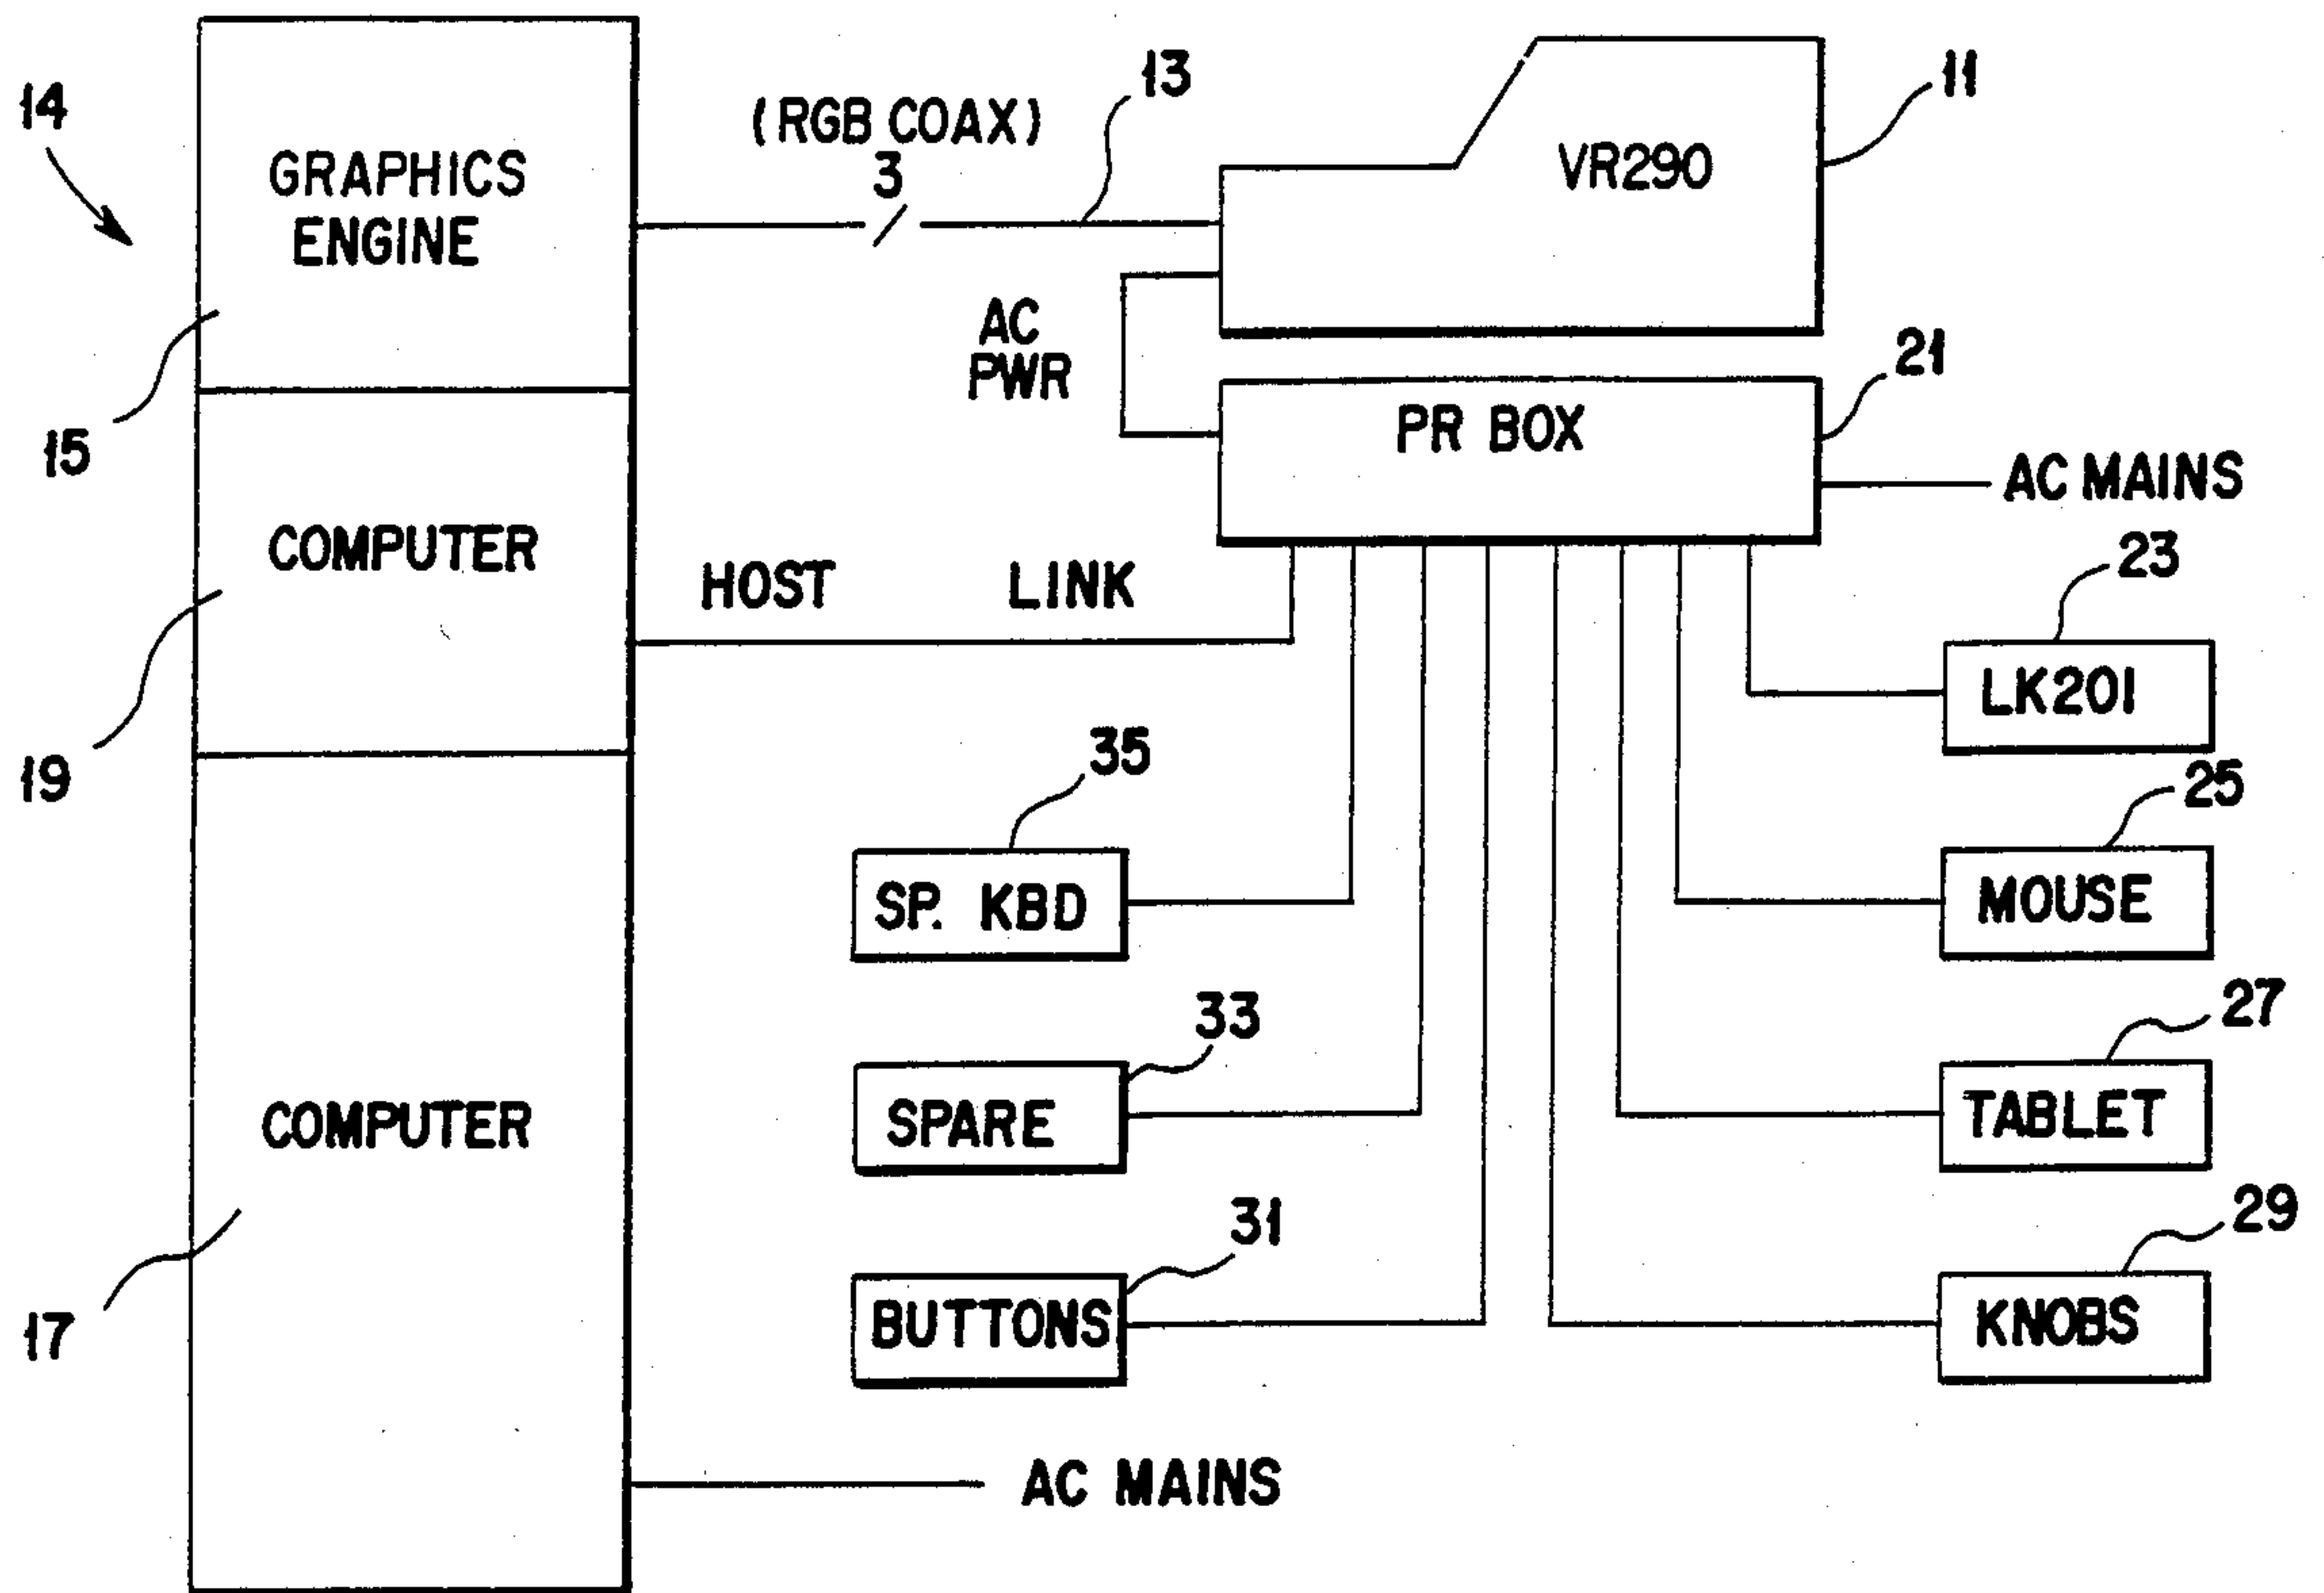 14
GRAPHICS
ENGINE
15
COMPUTER
19
COMPUTER
17
(RGB COAX)
3
13
VR290
11
AC
PWR
PR BOX
21
AC MAINS
HOST LINK
23
LK201
35
SP. KBD
25
MOUSE
33
SPARE
27
TABLET
31
BUTTONS
29
KNOBS
AC MAINS